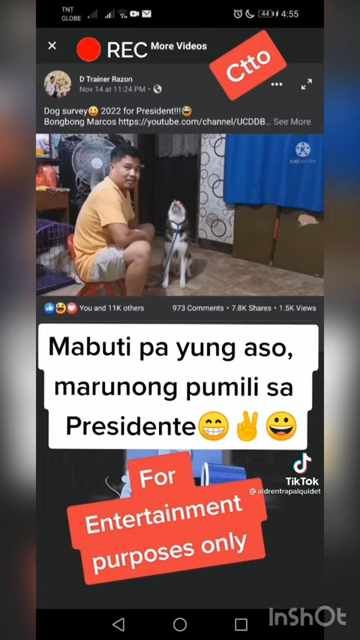 TNT
GLOBE
44
4:55
REC
More Videos
Ctto
D Trainer Razon
Nov 14 at 11:24 PM
Dog survey😆 2022 for President!!!😆
Bongbong Marcos https://youtube.com/channel/UCDDB... See More
You and 11K others
973 Comments • 7.8K Shares • 1.5K Views
Mabuti pa yung aso,
marunong pumili sa
Presidente😁✌😀
For
Entertainment
purposes only
TikTok
@aldrentrapalquidet
InShOt